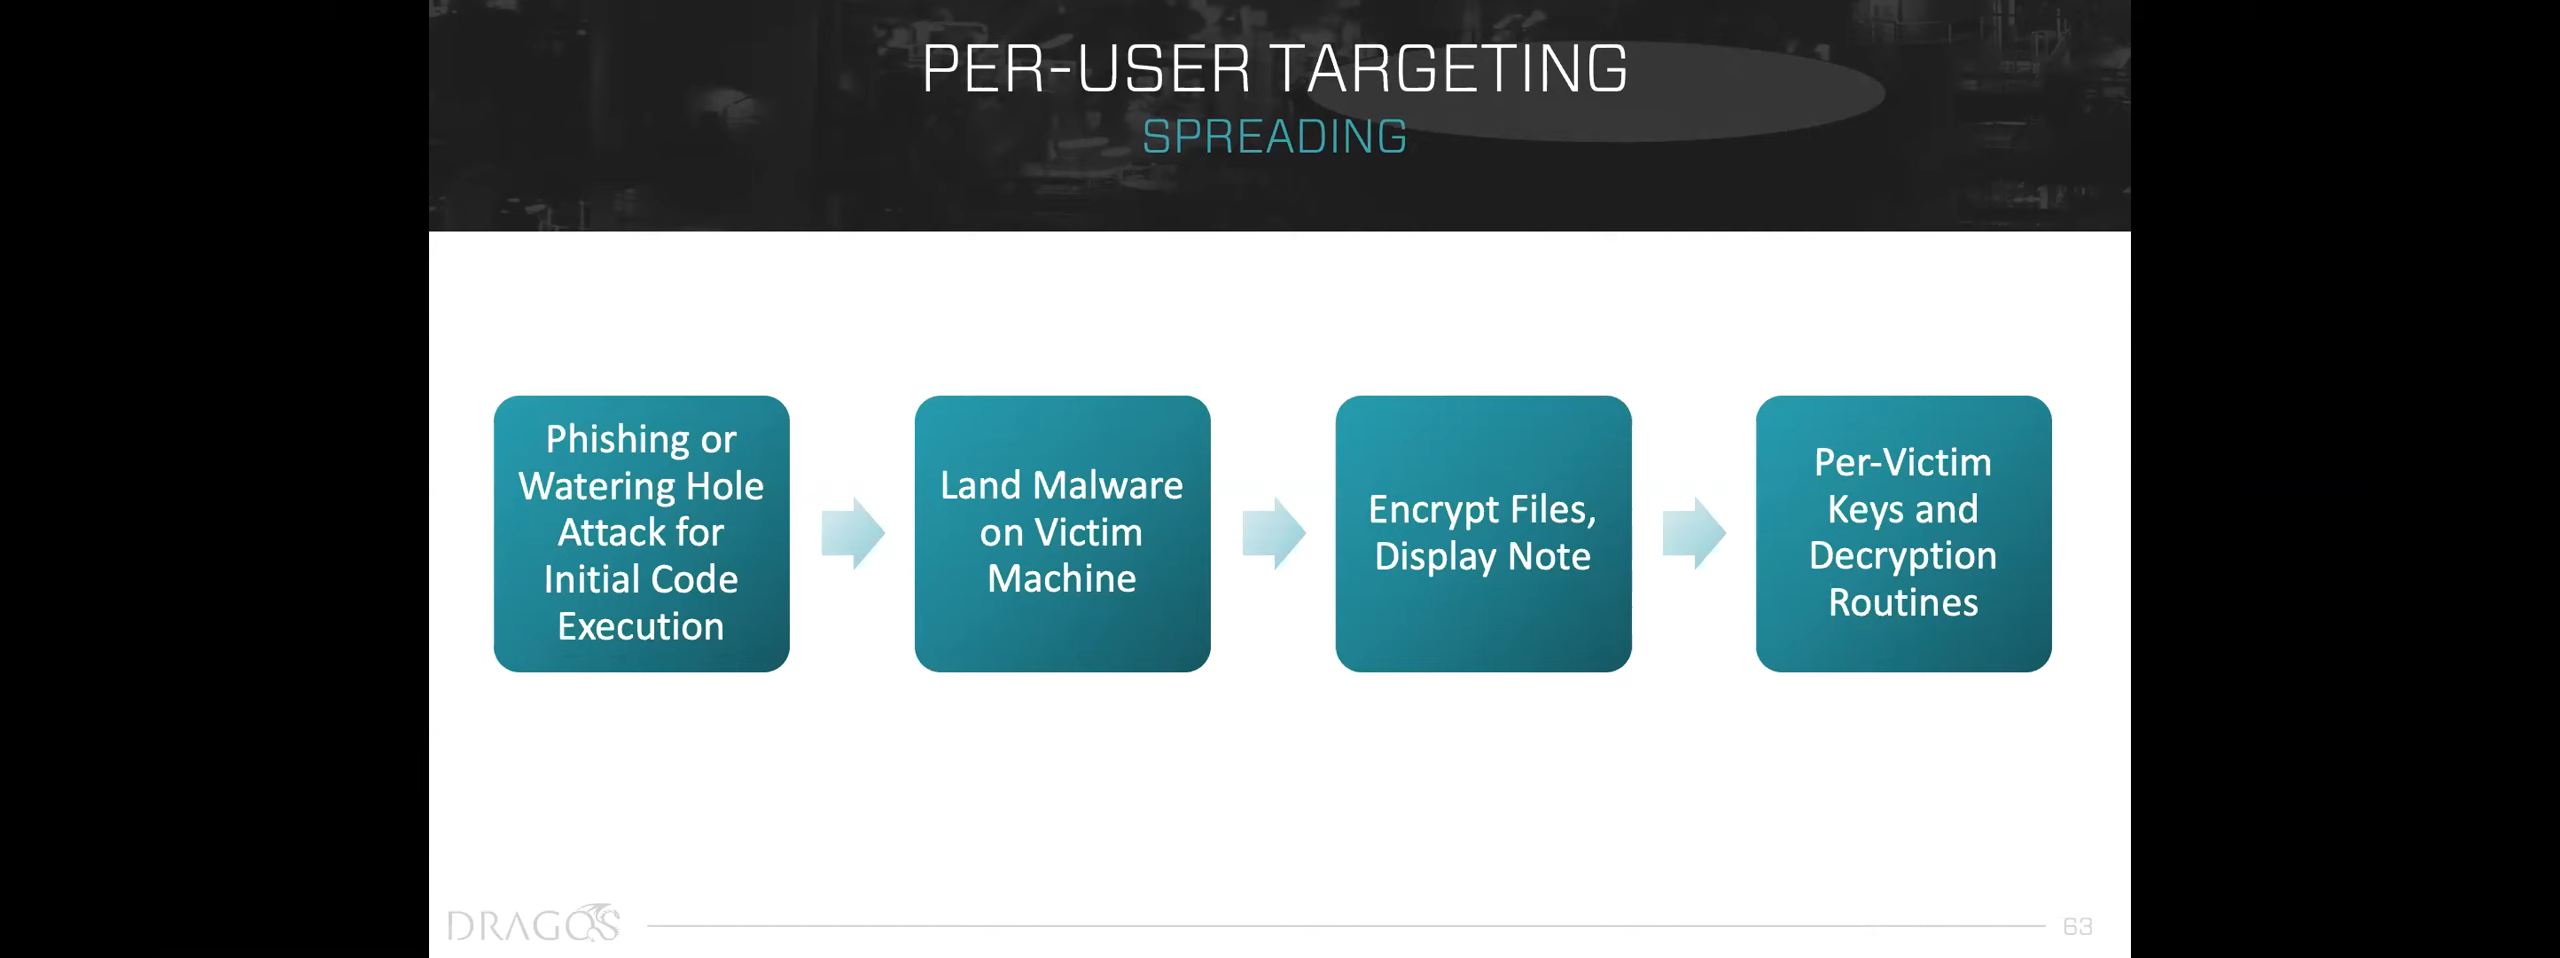 PER-USER TARGETING
SPREADING
Phishing or
Watering Hole
Attack for
Initial Code
Execution
Land Malware
on Victim
Machine
Encrypt Files,
Display Note
Per-Victim
Keys and
Decryption
Routines
DRAGOS
63